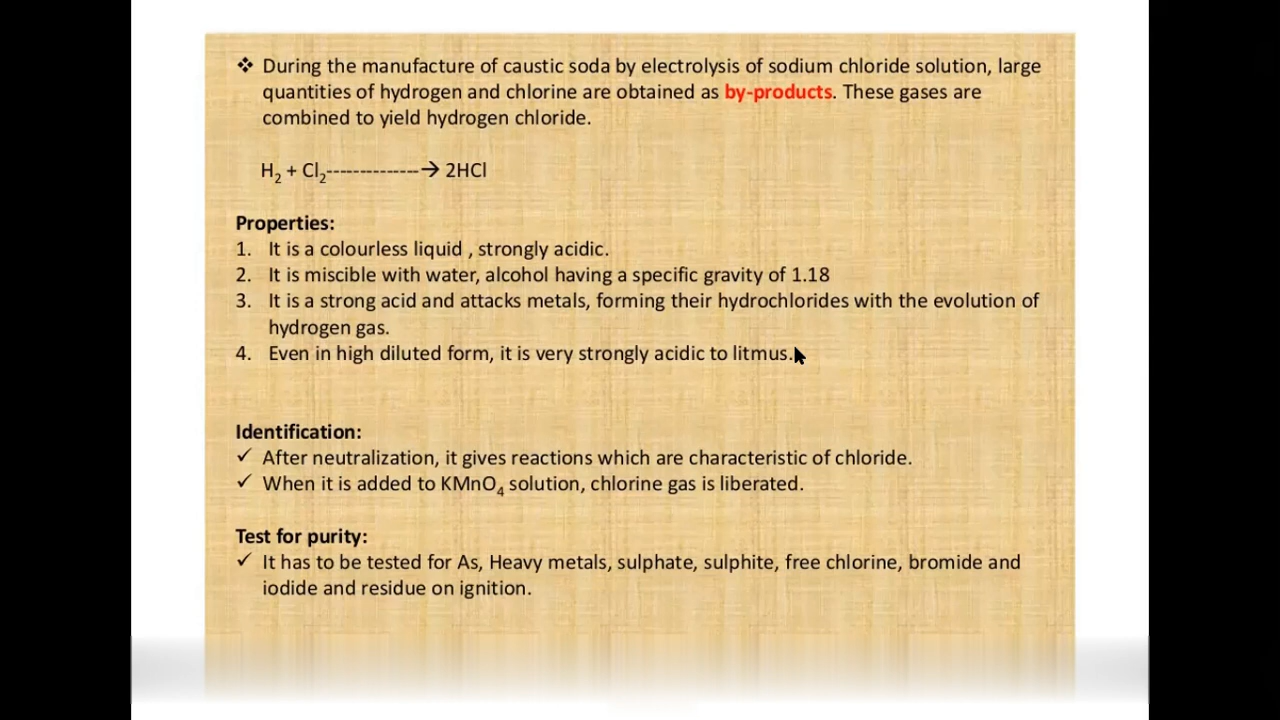 ❖ During the manufacture of caustic soda by electrolysis of sodium chloride solution, large
quantities of hydrogen and chlorine are obtained as by-products. These gases are
combined to yield hydrogen chloride.
H₂ + Cl₂--------------→ 2HCl
Properties:
1. It is a colourless liquid , strongly acidic.
2. It is miscible with water, alcohol having a specific gravity of 1.18
3. It is a strong acid and attacks metals, forming their hydrochlorides with the evolution of
hydrogen gas.
4. Even in high diluted form, it is very strongly acidic to litmus.
Identification:
✓ After neutralization, it gives reactions which are characteristic of chloride.
✓ When it is added to KMnO₄ solution, chlorine gas is liberated.
Test for purity:
✓ It has to be tested for As, Heavy metals, sulphate, sulphite, free chlorine, bromide and
iodide and residue on ignition.